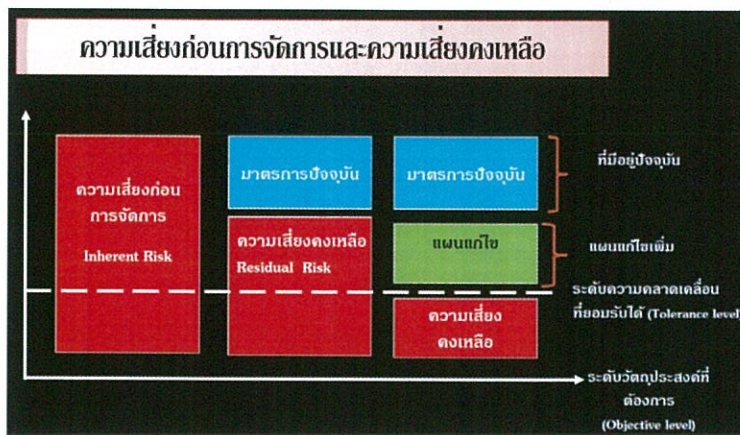 ความเสี่ยงก่อนการจัดการและความเสี่ยงคงเหลือ
ความเสี่ยงก่อน
การจัดการ
Inherent Risk
มาตรการปัจจุบัน
ความเสี่ยงคงเหลือ
Residual Risk
มาตรการปัจจุบัน
แผนแก้ไข
ความเสี่ยง
คงเหลือ
ที่มีอยู่ปัจจุบัน
แผนแก้ไขเพิ่ม
ระดับความคลาดเคลื่อน
ที่ยอมรับได้ (Tolerance level)
ระดับวัตถุประสงค์ที่
ต้องการ
(Objective level)